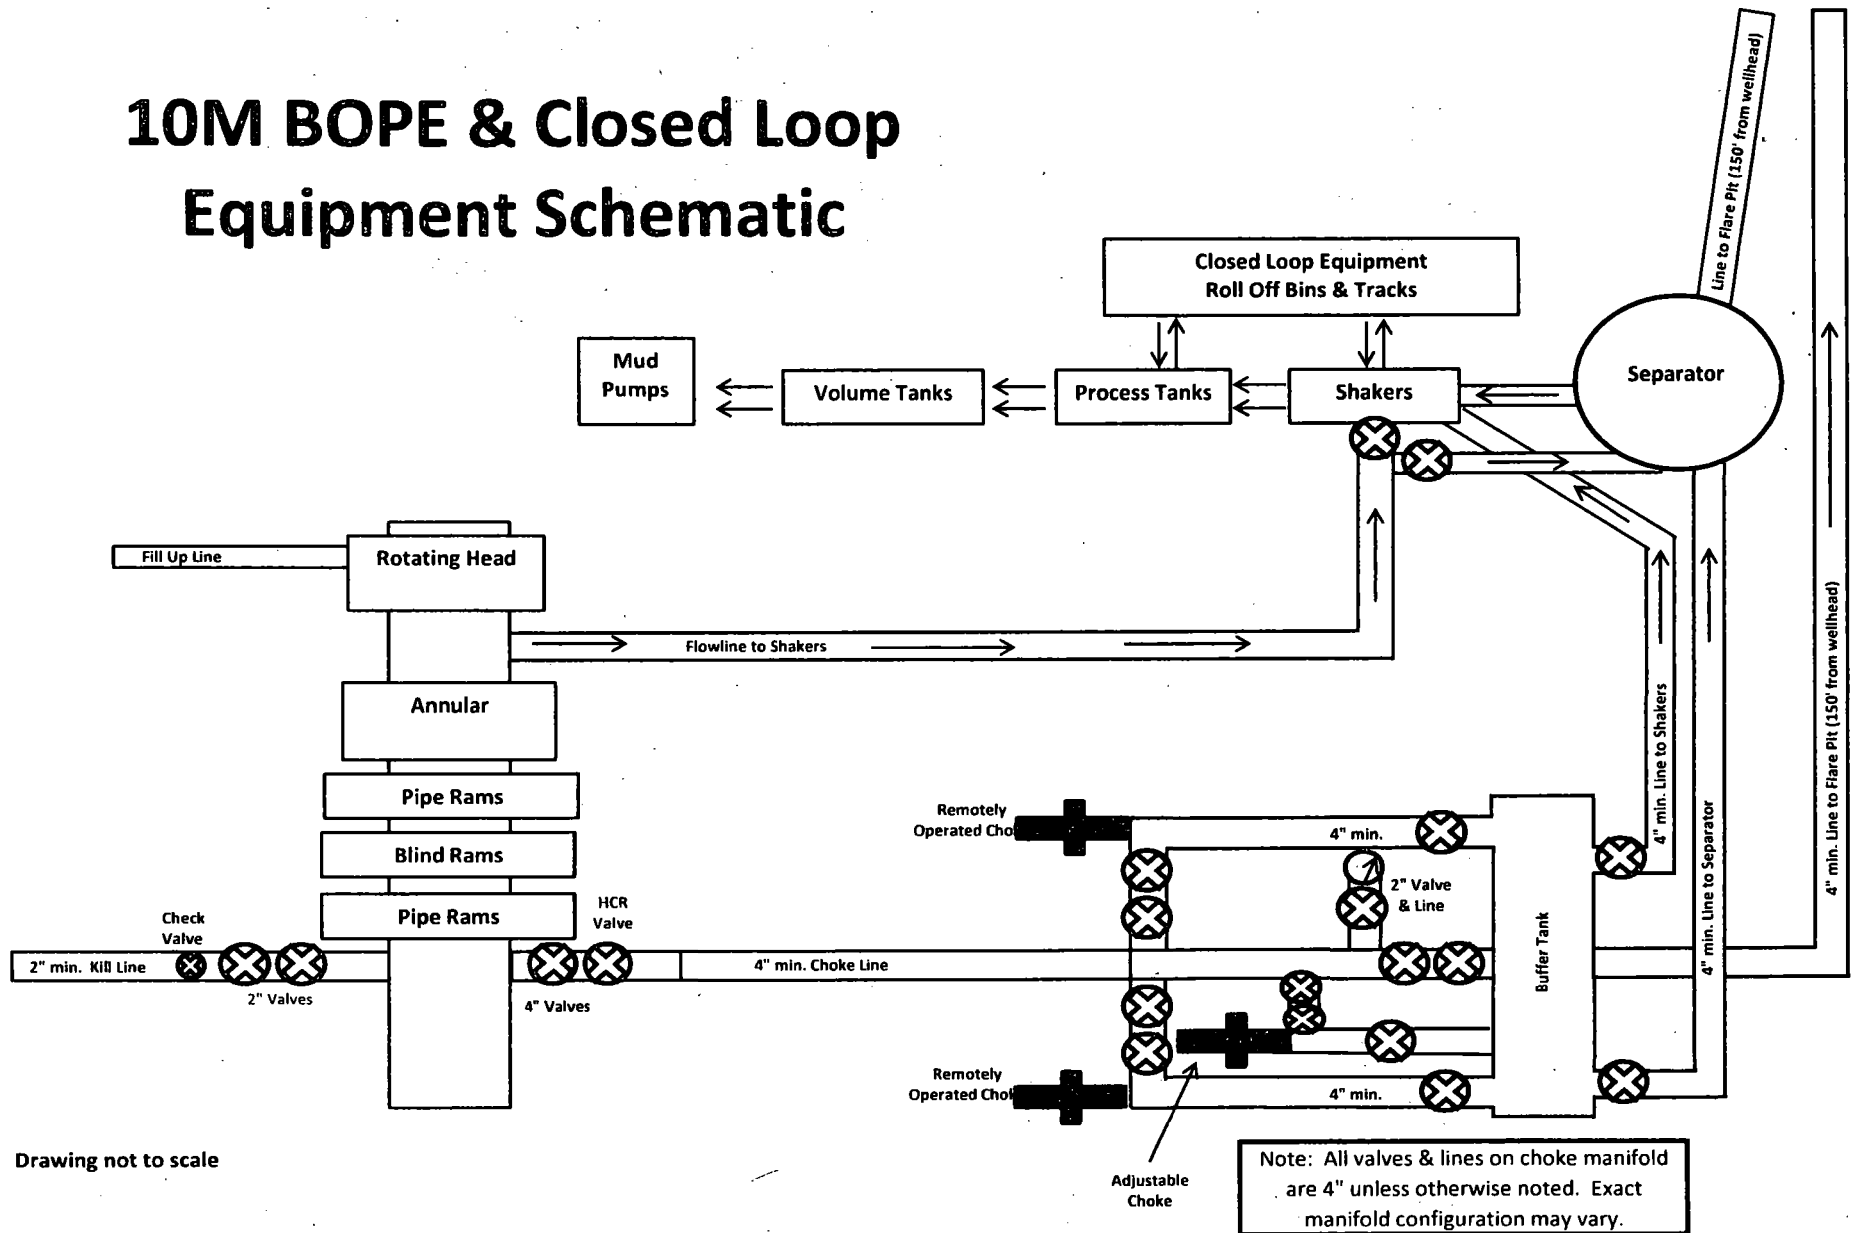 10M BOPE & Closed Loop
Equipment Schematic
Line to Flare Pit (150' from wellhead)
Closed Loop Equipment
Roll Off Bins & Tracks
Mud
Pumps
Volume Tanks
Process Tanks
Shakers
Separator
Fill Up Line
Rotating Head
Flowline to Shakers
Annular
Pipe Rams
Blind Rams
Pipe Rams
Check
Valve
HCR
Valve
2" min. Kill Line
2" Valves
4" Valves
4" min. Choke Line
Remotely
Operated Cho
4" min.
2" Valve
& Line
Buffer Tank
4" min. Line to Shakers
4" min. Line to Separator
4" min. Line to Flare Pit (150' from wellhead)
Remotely
Operated Cho
4" min.
Adjustable
Choke
Drawing not to scale
Note: All valves & lines on choke manifold
are 4" unless otherwise noted. Exact
manifold configuration may vary.